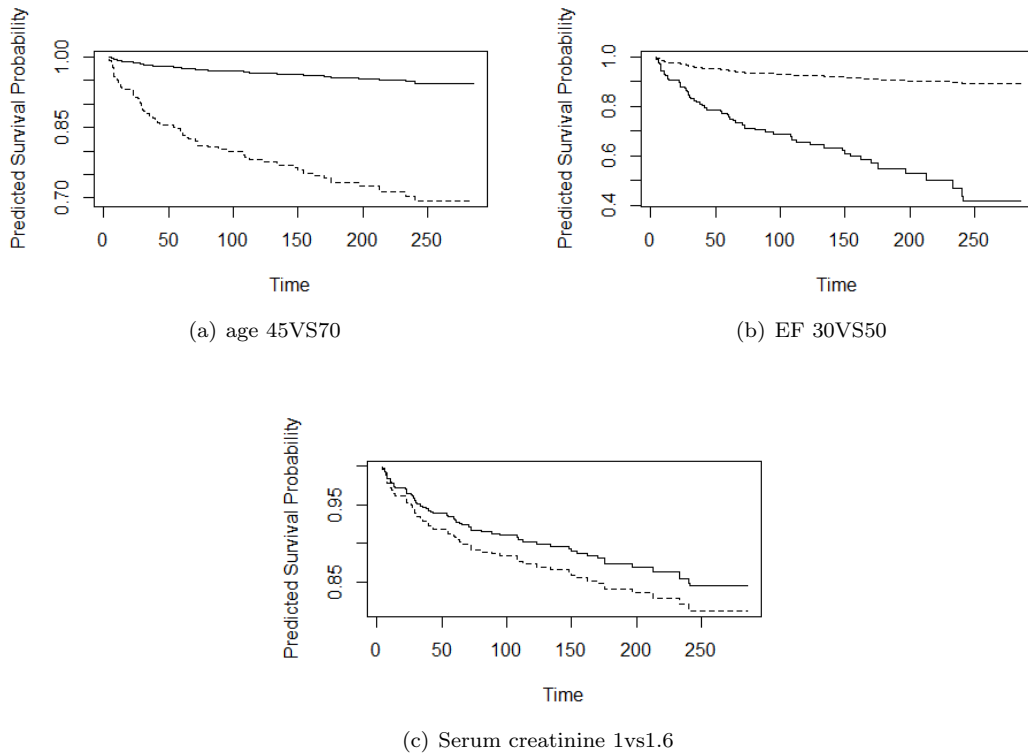 Predicted Survival Probability
1.00
0.85
0.70
0 50 100 150 200 250
Time
(a) age 45VS70
Predicted Survival Probability
1.0
0.8
0.6
0.4
0 50 100 150 200 250
Time
(b) EF 30VS50
Predicted Survival Probability
0.95
0.85
0 50 100 150 200 250
Time
(c) Serum creatinine 1vs1.6